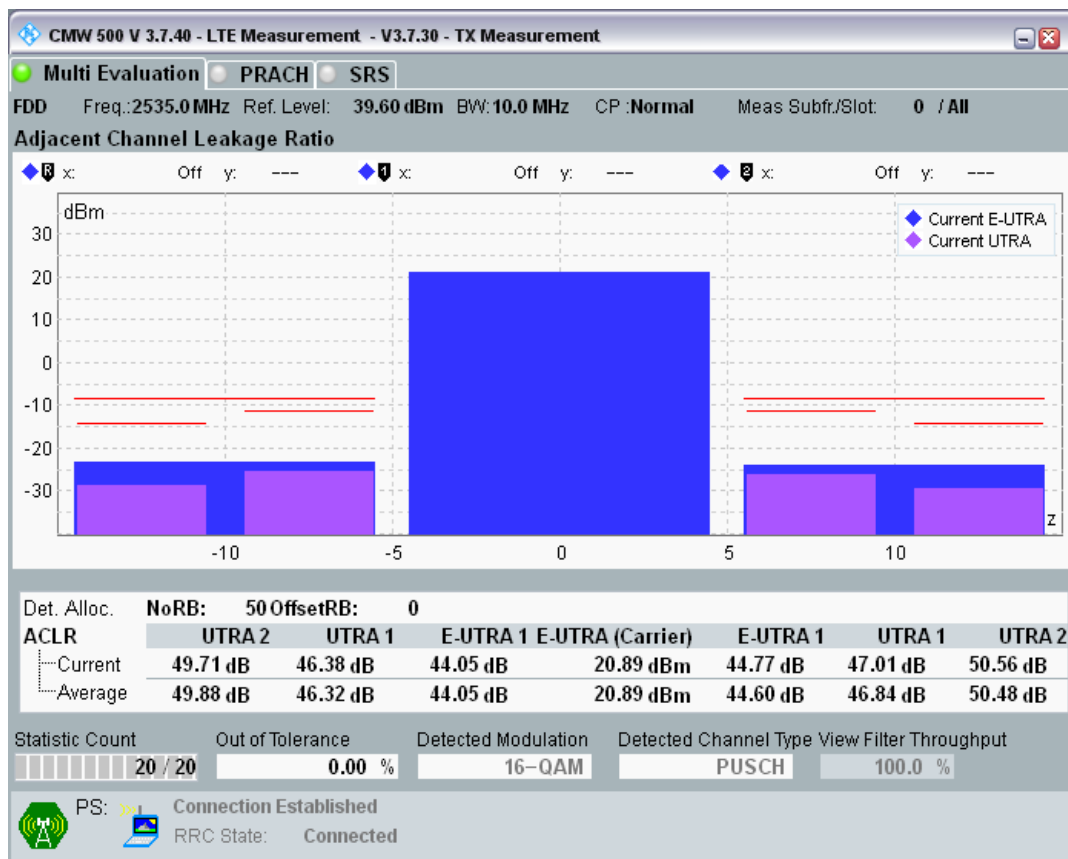 CMW 500 V 3.7.40 - LTE Measurement - V3.7.30 - TX Measurement
Multi Evaluation PRACH SRS
FDD Freq.:2535.0 MHz Ref. Level: 39.60 dBm BW:10.0 MHz CP :Normal Meas Subfr./Slot: 0 / All
Adjacent Channel Leakage Ratio
R x: Off y: --- 1 x: Off y: --- 2 x: Off y: ---
dBm
Current E-UTRA
Current UTRA
30
20
10
0
-10
-20
-30
z
-10 -5 0 5 10
Det. Alloc. NoRB: 50 OffsetRB: 0
ACLR UTRA 2 UTRA 1 E-UTRA 1 E-UTRA (Carrier) E-UTRA 1 UTRA 1 UTRA 2
Current 49.71 dB 46.38 dB 44.05 dB 20.89 dBm 44.77 dB 47.01 dB 50.56 dB
Average 49.88 dB 46.32 dB 44.05 dB 20.89 dBm 44.60 dB 46.84 dB 50.48 dB
Statistic Count Out of Tolerance Detected Modulation Detected Channel Type View Filter Throughput
20 / 20 0.00 % 16-QAM PUSCH 100.0 %
PS: Connection Established
RRC State: Connected